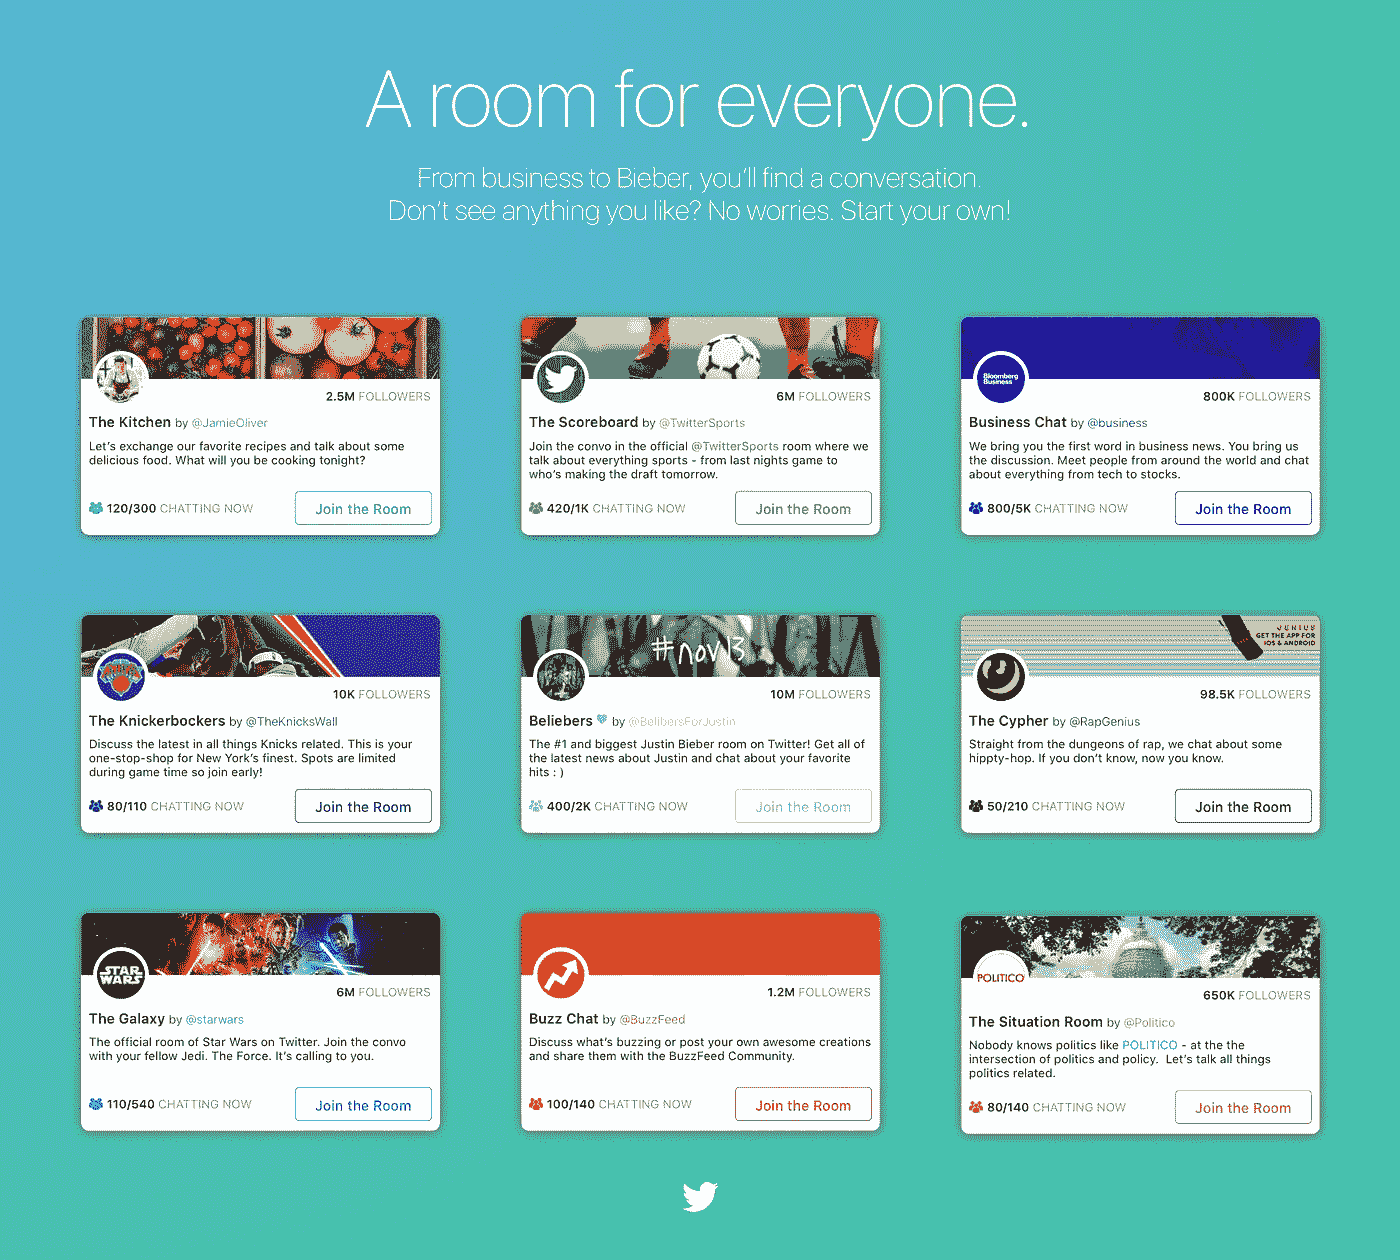 A room for everyone.
From business to Bieber, you'll find a conversation.
Don't see anything you like? No worries. Start your own!
2.5M FOLLOWERS
The Kitchen by @JamieOliver
Let's exchange our favorite recipes and talk about some
delicious food. What will you be cooking tonight?
120/300 CHATTING NOW
Join the Room
6M FOLLOWERS
The Scoreboard by @TwitterSports
Join the convo in the official @TwitterSports room where we
talk about everything sports - from last nights game to
who's making the draft tomorrow.
420/1K CHATTING NOW
Join the Room
Bloomberg
Business
800K FOLLOWERS
Business Chat by @business
We bring you the first word in business news. You bring us
the discussion. Meet people from around the world and chat
about everything from tech to stocks.
800/5K CHATTING NOW
Join the Room
10K FOLLOWERS
The Knickerbockers by @TheKnicksWall
Discuss the latest in all things Knicks related. This is your
one-stop-shop for New York's finest. Spots are limited
during game time so join early!
80/110 CHATTING NOW
Join the Room
#nov13
10M FOLLOWERS
Beliebers by @BelibersForJustin
The #1 and biggest Justin Bieber room on Twitter! Get all of
the latest news about Justin and chat about your favorite
hits : )
400/2K CHATTING NOW
Join the Room
GET THE APP FOR
iOS & ANDROID
98.5K FOLLOWERS
The Cypher by @RapGenius
Straight from the dungeons of rap, we chat about some
hippty-hop. If you don't know, now you know.
50/210 CHATTING NOW
Join the Room
STAR
WARS
6M FOLLOWERS
The Galaxy by @starwars
The official room of Star Wars on Twitter. Join the convo
with your fellow Jedi. The Force. It's calling to you.
110/540 CHATTING NOW
Join the Room
1.2M FOLLOWERS
Buzz Chat by @BuzzFeed
Discuss what's buzzing or post your own awesome creations
and share them with the BuzzFeed Community.
100/140 CHATTING NOW
Join the Room
POLITICO
650K FOLLOWERS
The Situation Room by @Politico
Nobody knows politics like POLITICO - at the the
intersection of politics and policy. Let's talk all things
politics related.
80/140 CHATTING NOW
Join the Room